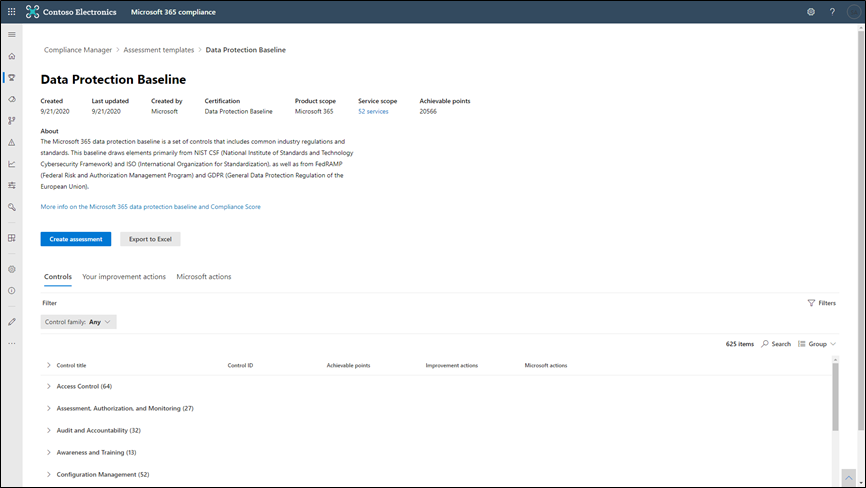 Contoso Electronics Microsoft 365 compliance ?
Compliance Manager > Assessment templates > Data Protection Baseline
Data Protection Baseline
Created Last updated Created by Certification Product scope Service scope Achievable points
9/21/2020 9/21/2020 Microsoft Data Protection Baseline Microsoft 365 52 services 20566
About
The Microsoft 365 data protection baseline is a set of controls that includes common industry regulations and
standards. This baseline draws elements primarily from NIST CSF (National Institute of Standards and Technology
Cybersecurity Framework) and ISO (International Organization for Standardization), as well as from FedRAMP
(Federal Risk and Authorization Management Program) and GDPR (General Data Protection Regulation of the
European Union).
More info on the Microsoft 365 data protection baseline and Compliance Score
Create assessment Export to Excel
Controls Your improvement actions Microsoft actions
Filter Filters
Control family: Any
625 items Search Group
Control title Control ID Achievable points Improvement actions Microsoft actions
Access Control (64)
Assessment, Authorization, and Monitoring (27)
Audit and Accountability (32)
Awareness and Training (13)
Configuration Management (52)